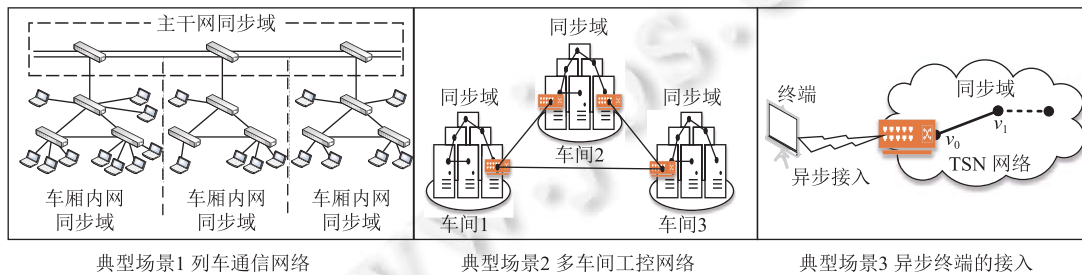 主干网同步域
车厢内网
同步域
车厢内网
同步域
车厢内网
同步域
同步域
同步域
同步域
车间2
车间1
车间3
终端
同步域
v1
v0
TSN 网络
异步接入
典型场景1 列车通信网络
典型场景2 多车间工控网络
典型场景3 异步终端的接入